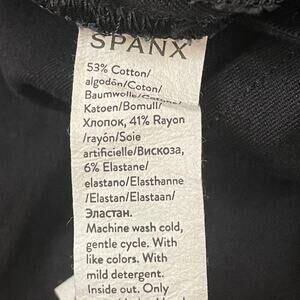 SPANX
53% Cotton/
algodón/Coton/
Baumwolle/Cotone/
Katoen/Bomull/
Хлопок, 41% Rayon
/rayón/Soie
artificielle/Вискоза,
6% Elastane/
elastano/Elasthanne
/Elastan/Elastaan/
Эластан.
Machine wash cold,
gentle cycle. With
like colors. With
mild detergent.
Inside out. Only